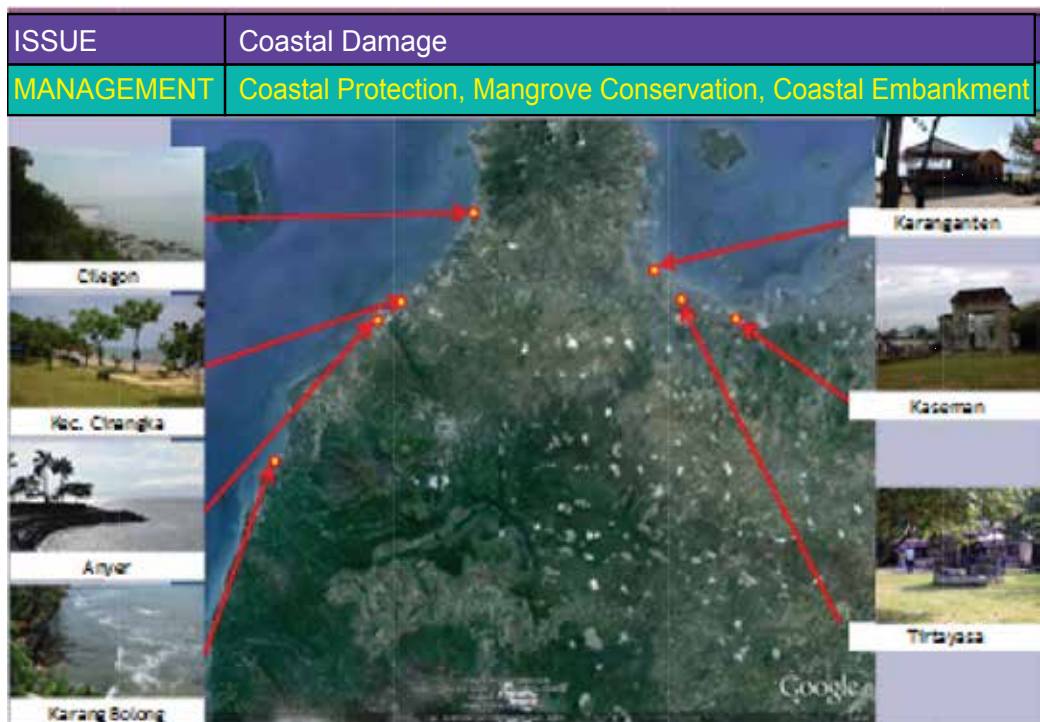 ISSUE Coastal Damage
MANAGEMENT Coastal Protection, Mangrove Conservation, Coastal Embankment
Cilegon
Kec. Cinangka
Anyer
Karang Bolong
Karanganten
Kaseman
Tirtayasa
Google